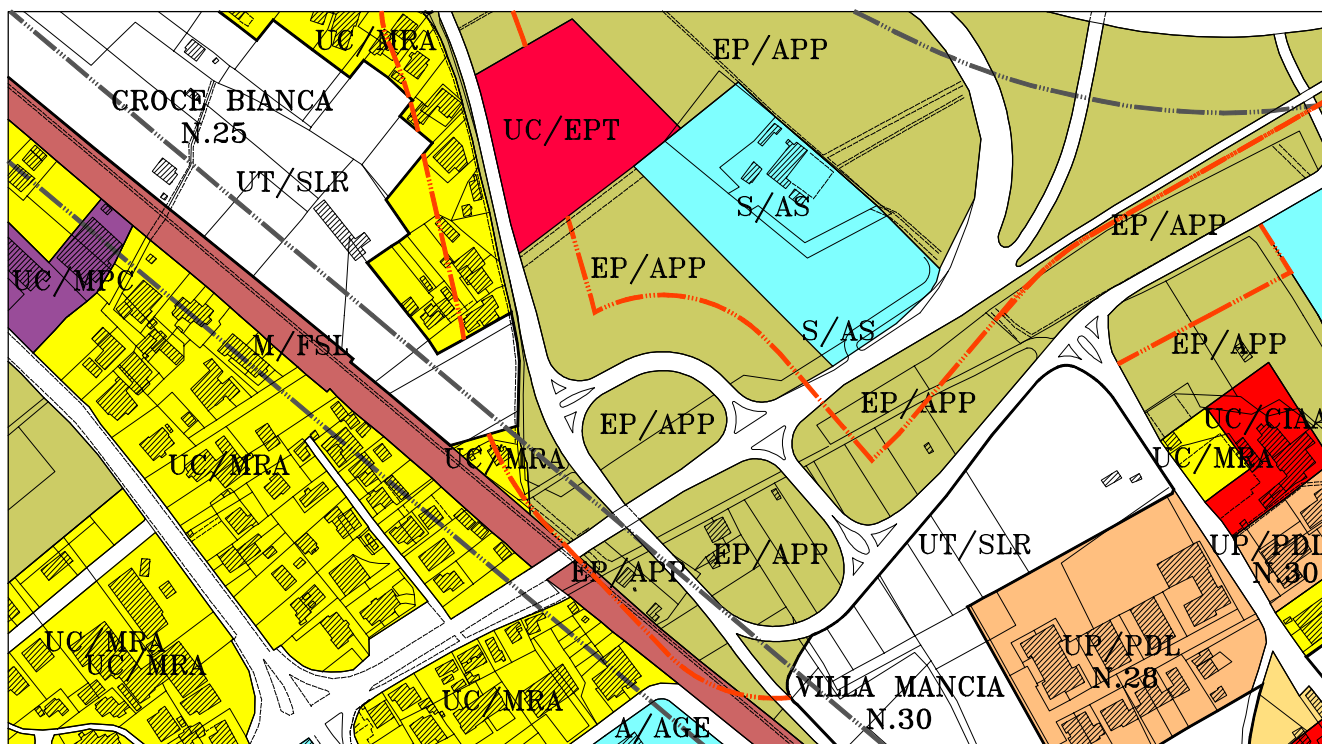 UC/MRA
EP/APP
CROCE BIANCA
N.25
UC/EPT
UT/SLR
S/AS
EP/APP
EP/APP
UC/MPC
S/AS
M/FSL
EP/APP
EP/APP
UC/CIAA
EP/APP
UC/MRA
UC/MRA
UC/MRA
UT/SLR
UP/PDL
N.30
EP/APP
EP/APP
UC/MRA
UC/MRA
UP/PDL
N.28
UC/MRA
VILLA MANCIA
N.30
A/AGE